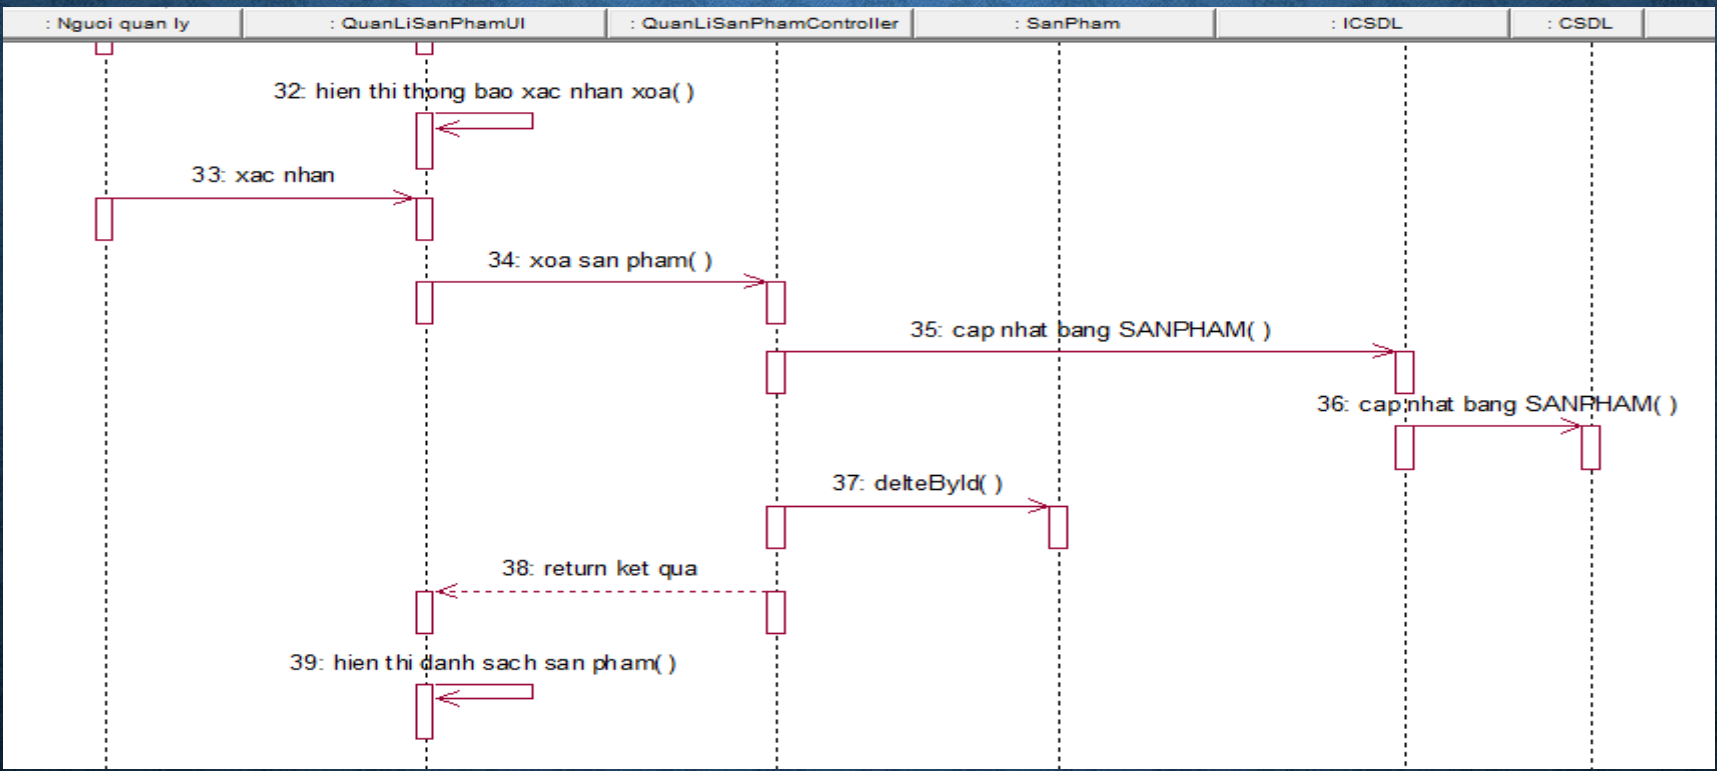 : Nguoi quan ly
: QuanLiSanPhamUI
: QuanLiSanPhamController
: SanPham
: ICSDL
: CSDL
32: hien thi thong bao xac nhan xoa( )
33: xac nhan
34: xoa san pham( )
35: cap nhat bang SANPHAM( )
36: cap nhat bang SANPHAM( )
37: delteById( )
38: return ket qua
39: hien thi danh sach san pham( )